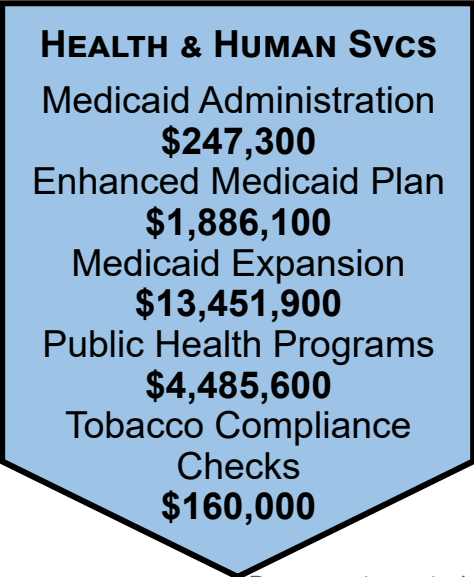 HEALTH & HUMAN SVCS
Medicaid Administration
$247,300
Enhanced Medicaid Plan
$1,886,100
Medicaid Expansion
$13,451,900
Public Health Programs
$4,485,600
Tobacco Compliance
Checks
$160,000